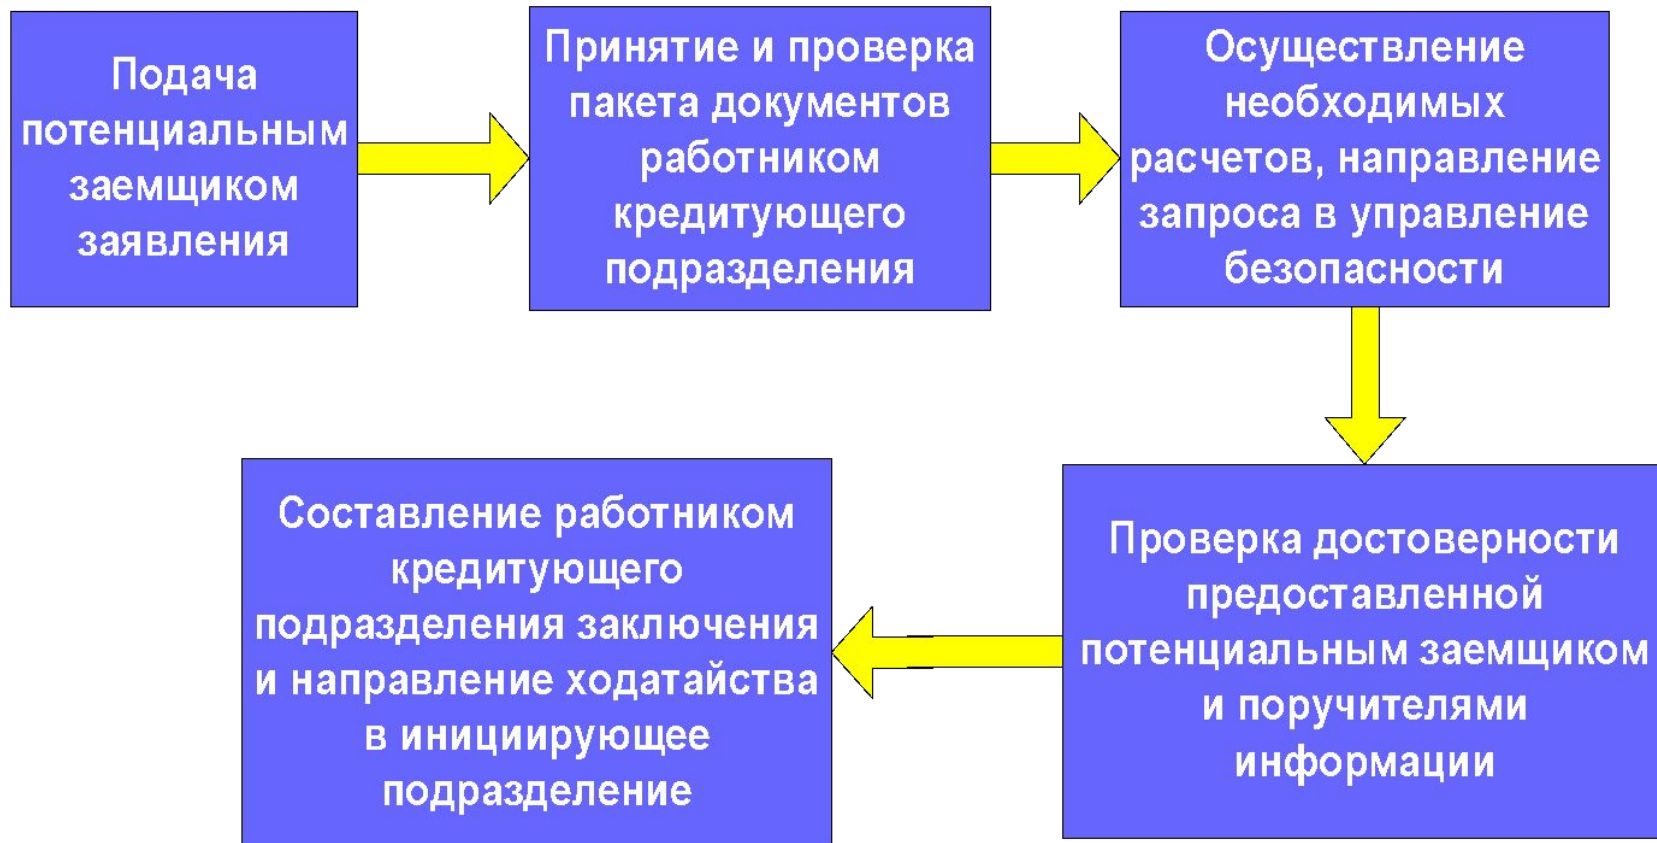 Подача
потенциальным
заемщиком
заявления
Принятие и проверка
пакета документов
работником
кредитующего
подразделения
Осуществление
необходимых
расчетов, направление
запроса в управление
безопасности
Проверка достоверности
предоставленной
потенциальным заемщиком
и поручителями
информации
Составление работником
кредитующего
подразделения заключения
и направление ходатайства
в инициирующее
подразделение